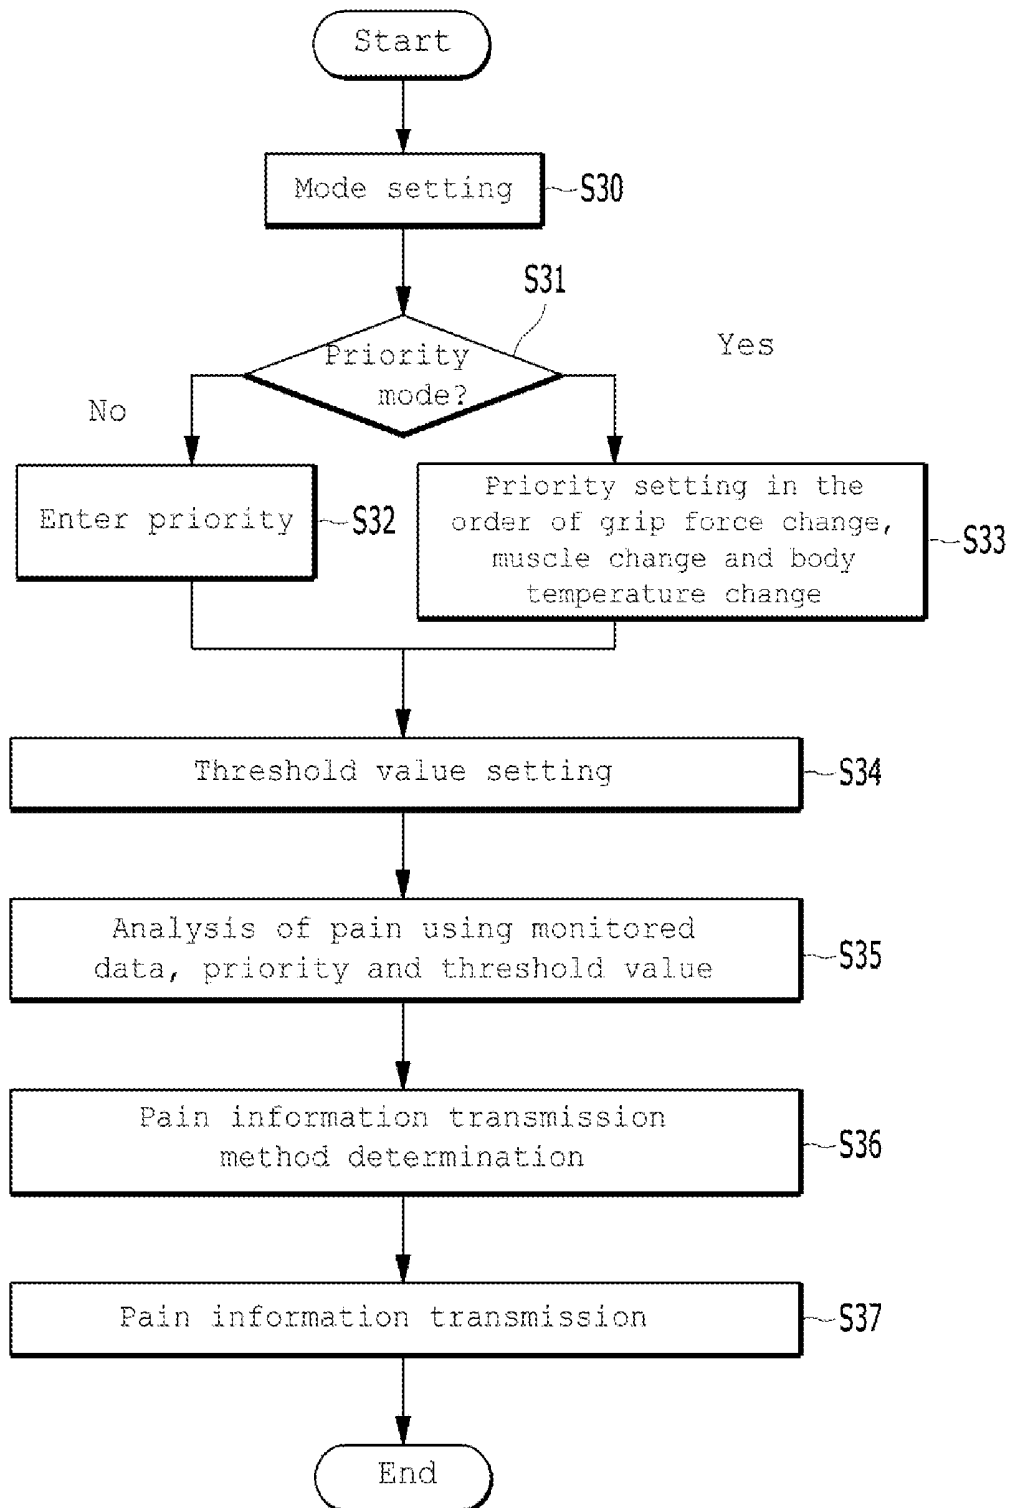 Start
Mode setting
S30
S31
Priority
mode?
Yes
No
Enter priority
S32
Priority setting in the
order of grip force change,
muscle change and body
temperature change
S33
Threshold value setting
S34
Analysis of pain using monitored
data, priority and threshold value
S35
Pain information transmission
method determination
S36
Pain information transmission
S37
End